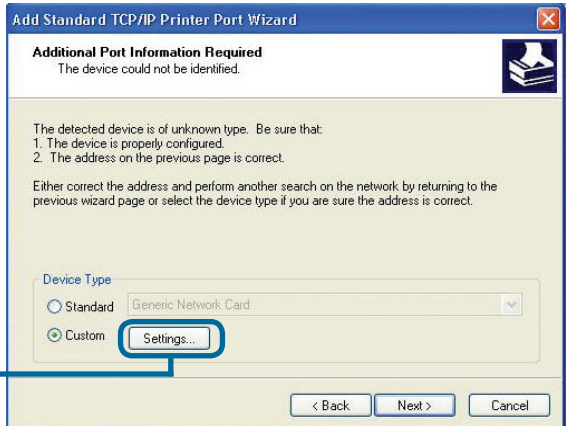 Add Standard TCP/IP Printer Port Wizard
Additional Port Information Required
The device could not be identified.
The detected device is of unknown type. Be sure that:
1. The device is properly configured.
2. The address on the previous page is correct.
Either correct the address and perform another search on the network by returning to the
previous wizard page or select the device type if you are sure the address is correct.
Device Type
Standard Generic Network Card
Custom Settings...
< Back Next > Cancel